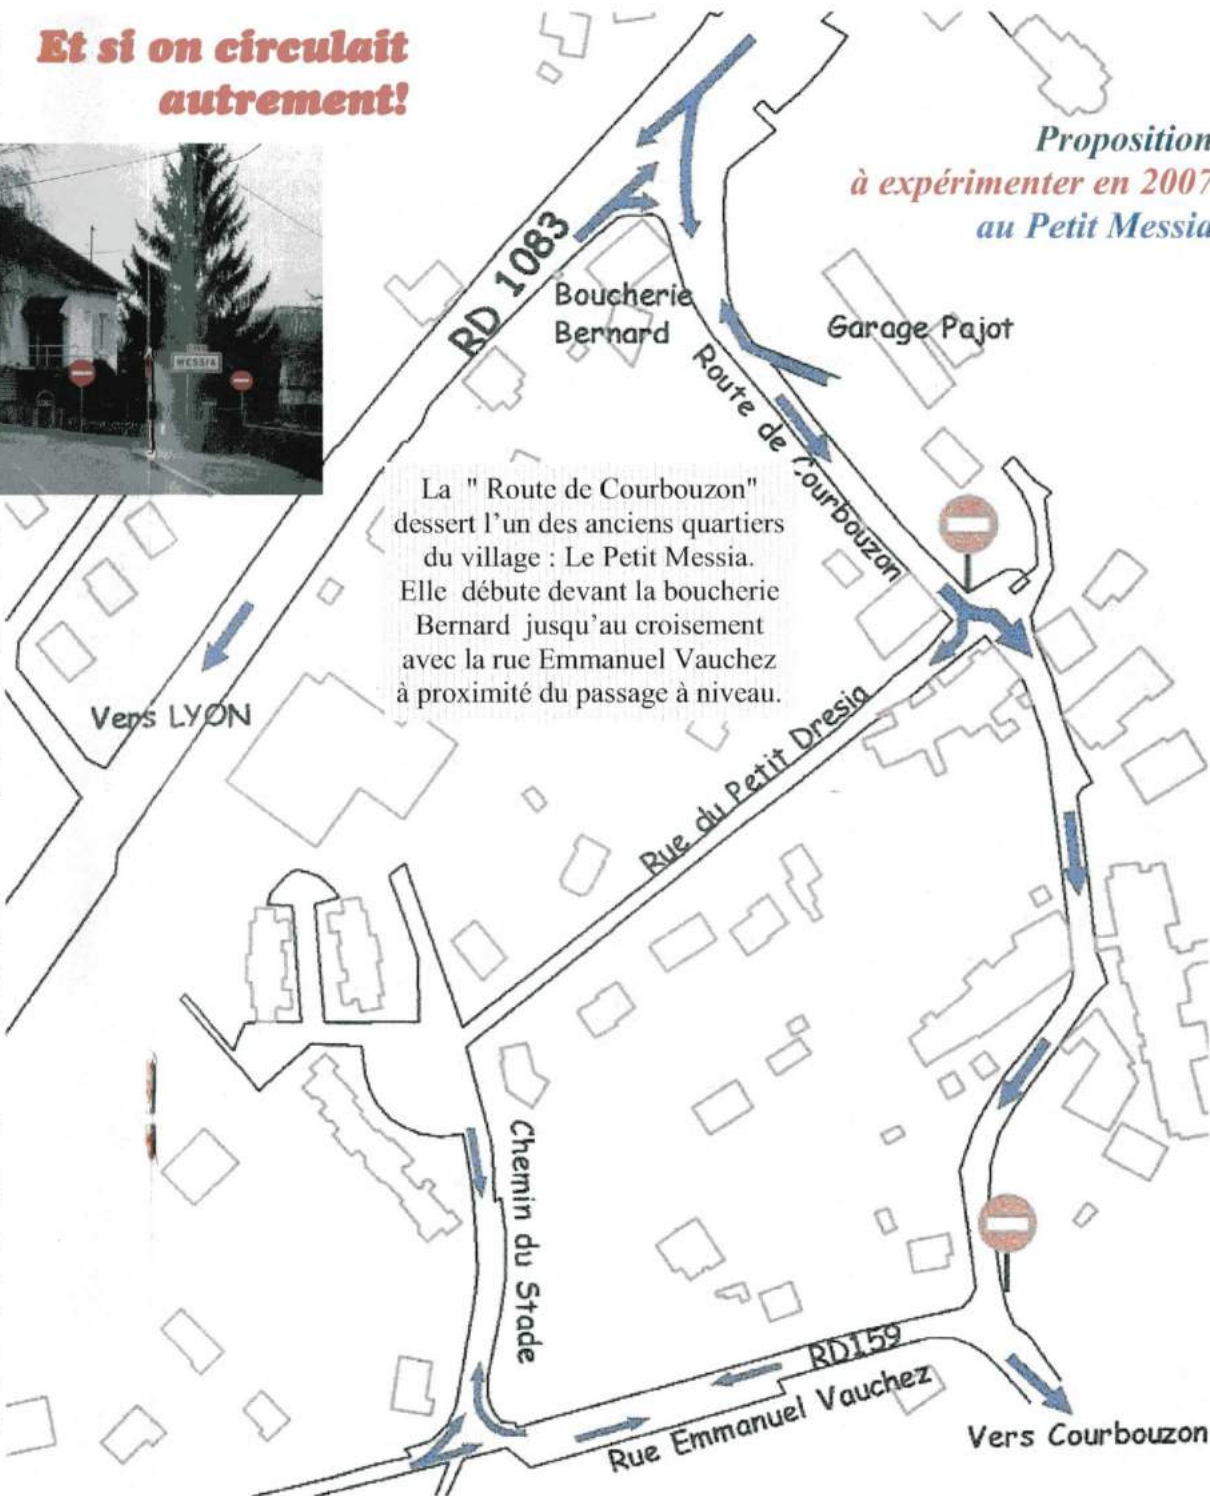 Et si on circulait
autrement!
Proposition
à expérimenter en 2007
au Petit Messia
MESSIA
RD 1083
Boucherie
Bernard
Garage Pajot
Route de Courbouzon
La " Route de Courbouzon"
dessert l'un des anciens quartiers
du village : Le Petit Messia.
Elle débute devant la boucherie
Bernard jusqu'au croisement
avec la rue Emmanuel Vauchez
à proximité du passage à niveau.
Vers LYON
Rue du Petit Dresia
Chemin du Stade
RD159
Rue Emmanuel Vauchez
Vers Courbouzon